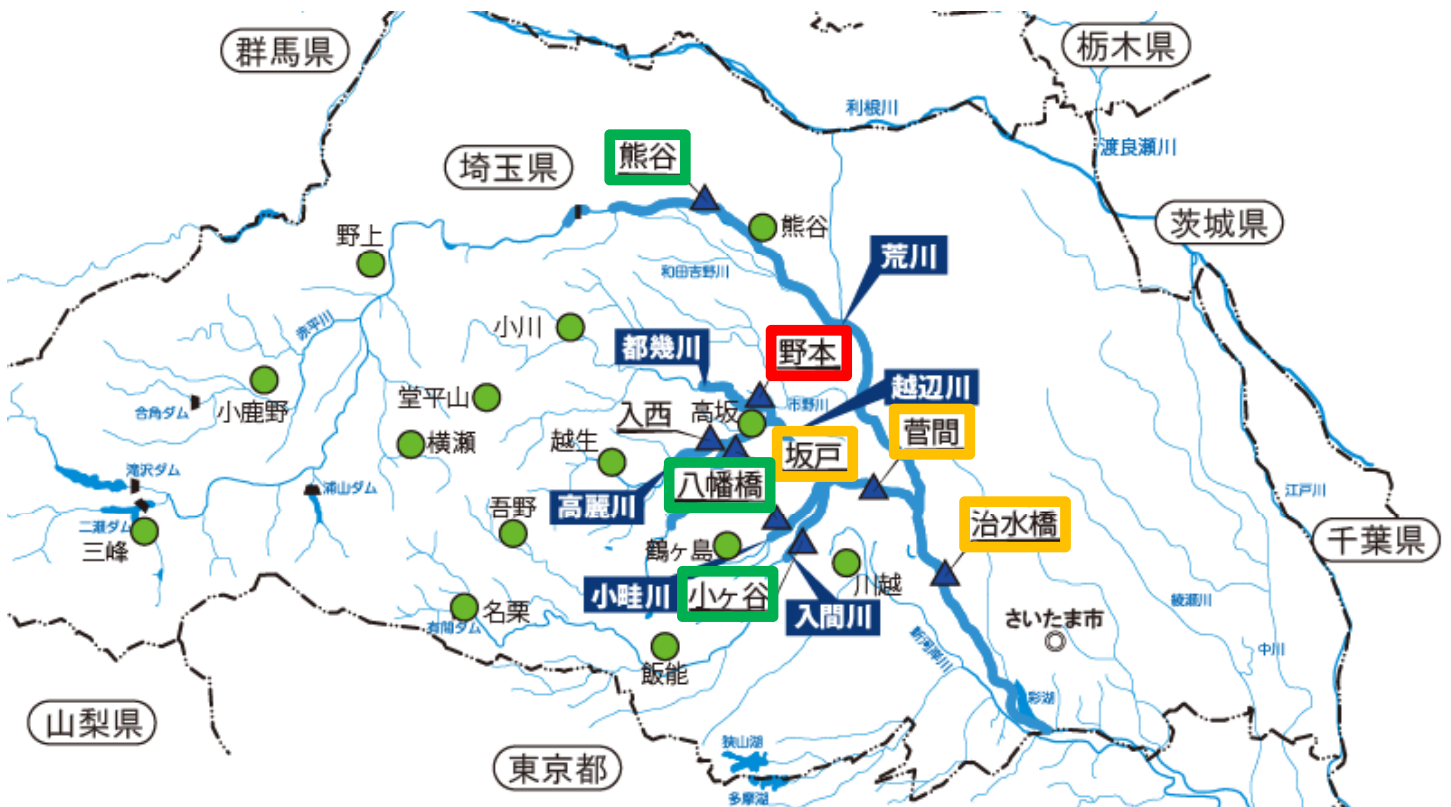 群馬県
栃木県
利根川
渡良瀬川
埼玉県
熊谷
茨城県
熊谷
野上
荒川
和田吉野川
赤平川
小川
都幾川
野本
越辺川
小鹿野
合角ダム
堂平山
市野川
入西
高坂
菅間
横瀬
越生
坂戸
滝沢ダム
浦山ダム
八幡橋
江戸川
高麗川
吾野
治水橋
二瀬ダム
三峰
鶴ヶ島
千葉県
川越
小畦川
小ヶ谷
入間川
綾瀬川
名栗
有間ダム
さいたま市
新河岸川
中川
飯能
彩湖
山梨県
東京都
狭山湖
多摩湖